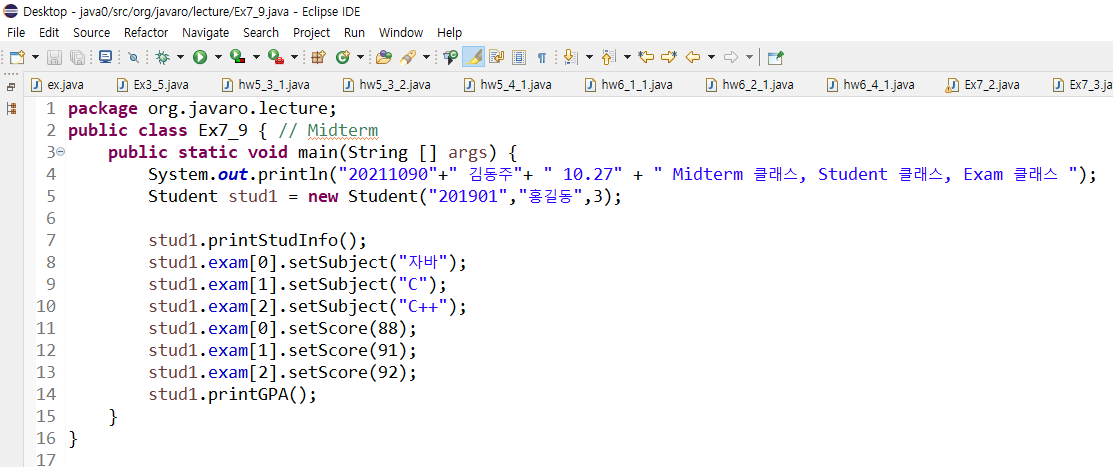 Desktop - java0/src/org/javaro/lecture/Ex7_9.java - Eclipse IDE
File Edit Source Refactor Navigate Search Project Run Window Help
ex.java Ex3_5.java hw5_3_1.java hw5_3_2.java hw5_4_1.java hw6_1_1.java hw6_2_1.java hw6_4_1.java Ex7_2.java Ex7_3.ja
1 package org.javaro.lecture;
2 public class Ex7_9 { // Midterm
3 public static void main(String [] args) {
4 System.out.println("20211090"+" 김동주"+ " 10.27" + " Midterm 클래스, Student 클래스, Exam 클래스 ");
5 Student stud1 = new Student("201901","홍길동",3);
6
7 stud1.printStudInfo();
8 stud1.exam[0].setSubject("자바");
9 stud1.exam[1].setSubject("C");
10 stud1.exam[2].setSubject("C++");
11 stud1.exam[0].setScore(88);
12 stud1.exam[1].setScore(91);
13 stud1.exam[2].setScore(92);
14 stud1.printGPA();
15 }
16 }
17